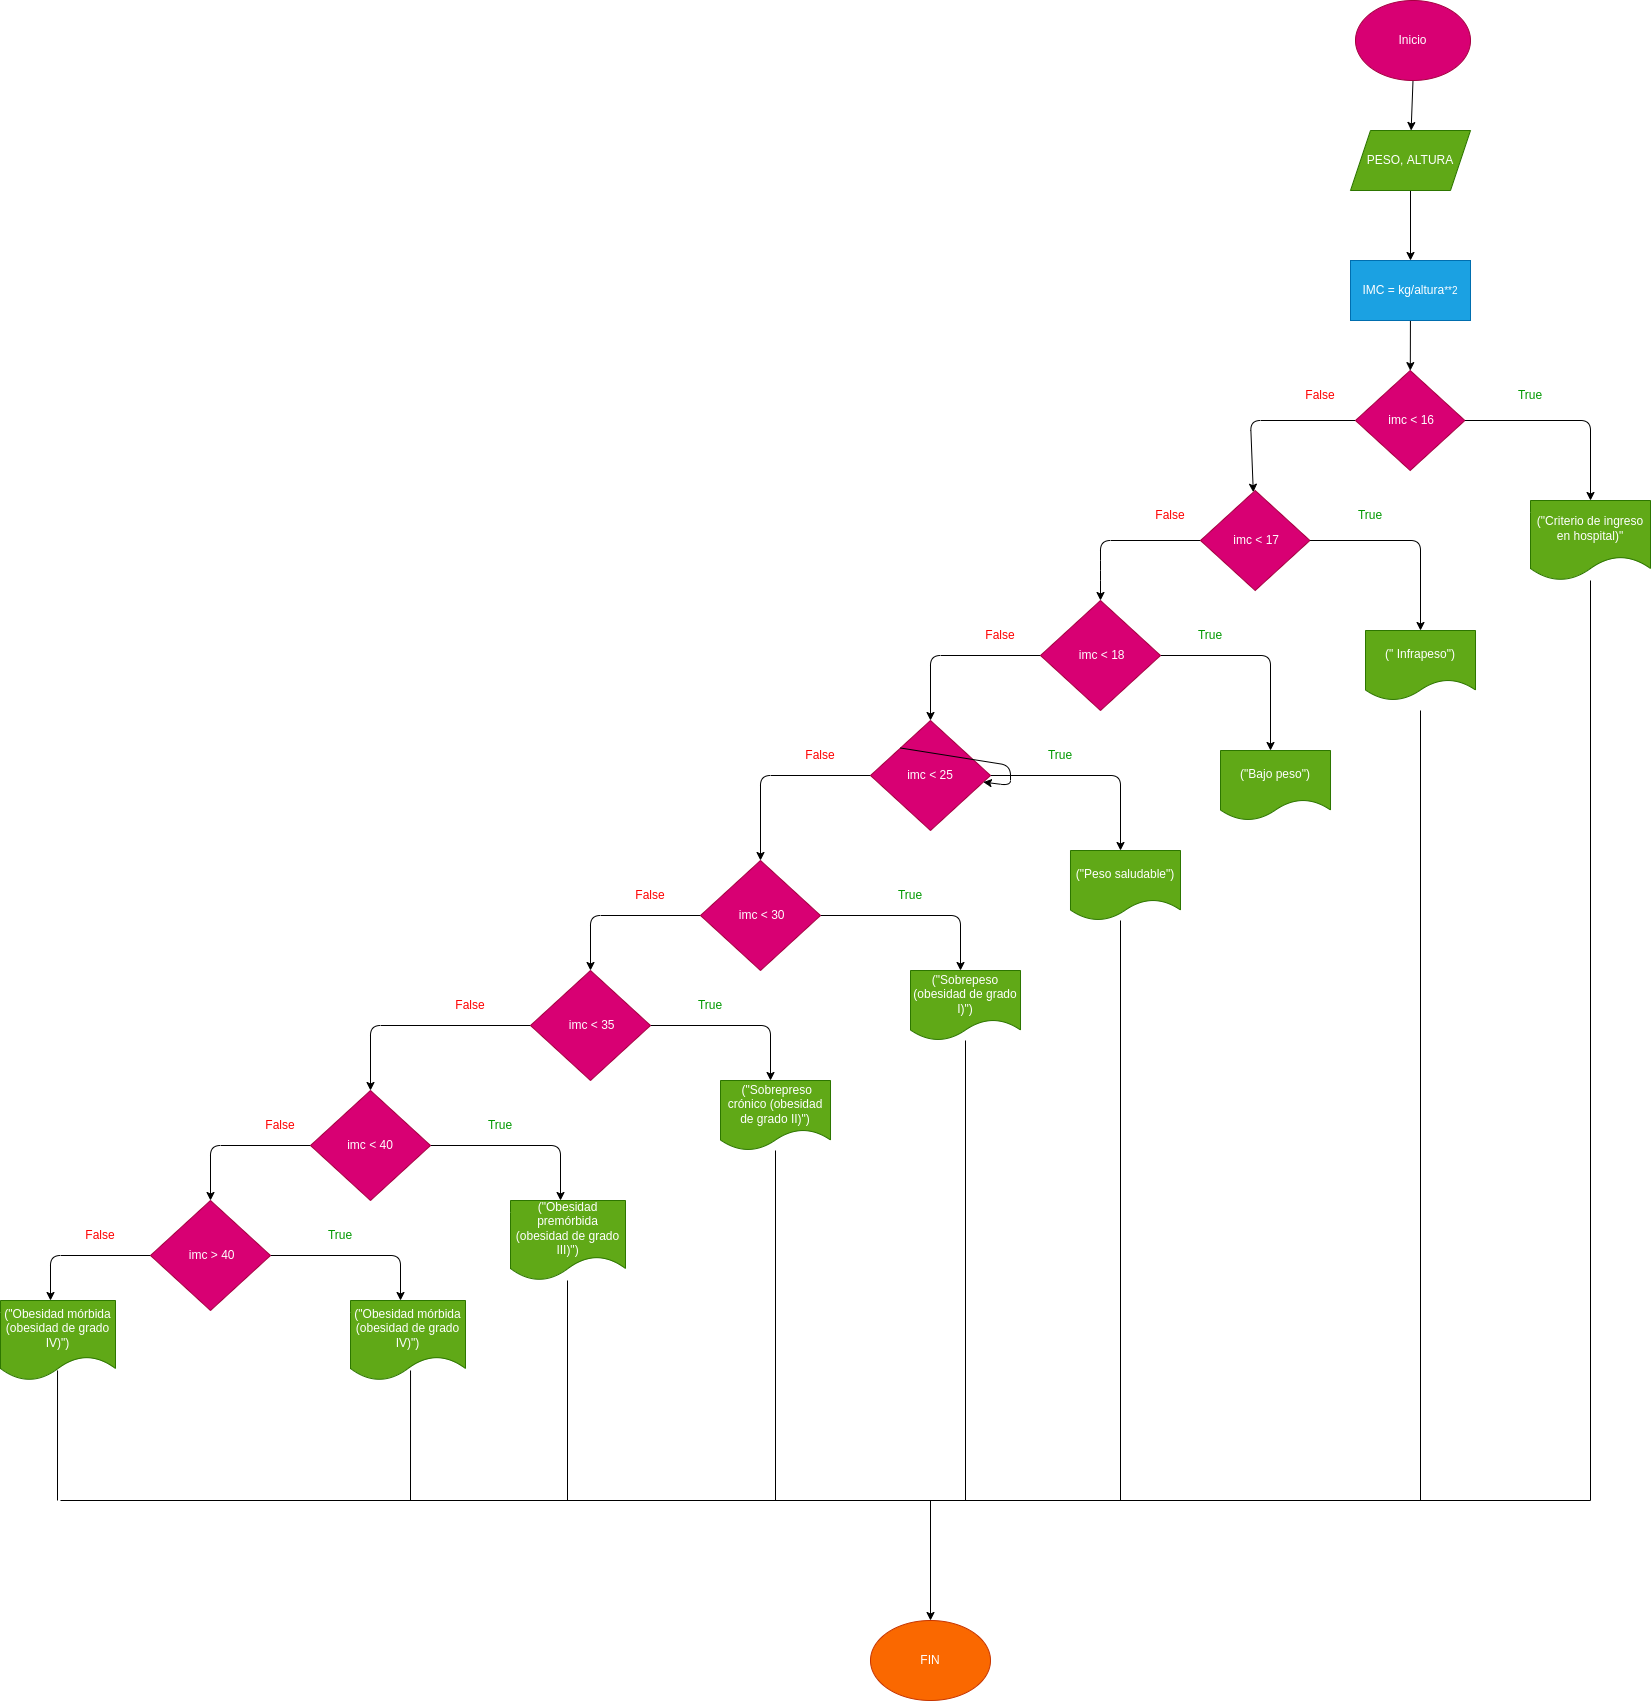 Inicio
PESO, ALTURA
IMC = kg/altura**2
False
imc < 16
True
False
imc < 17
True
("Criterio de ingreso
en hospital)"
False
imc < 18
True
(" Infrapeso")
False
imc < 25
True
("Bajo peso")
False
imc < 30
True
("Peso saludable")
False
imc < 35
True
("Sobrepeso
(obesidad de grado
I)")
False
imc < 40
True
("Sobrepreso
crónico (obesidad
de grado II)")
False
imc > 40
True
("Obesidad
premórbida
(obesidad de grado
III)")
("Obesidad mórbida
(obesidad de grado
IV)")
("Obesidad mórbida
(obesidad de grado
IV)")
FIN